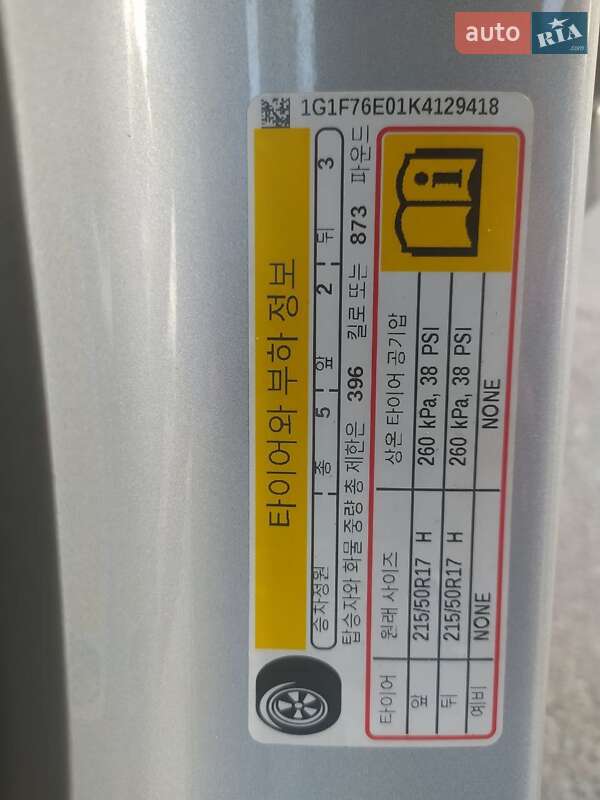 auto RIA .com
1G1F76E01K4129418
타이어와 부하 정보
승차정원 총 5 앞 2 뒤 3
탑승자와 화물 중량 총 제한은 396 킬로 또는 873 파운드
타이어 원래 사이즈 상온 타이어 공기압
앞 215/50R17 H 260 kPa, 38 PSI
뒤 215/50R17 H 260 kPa, 38 PSI
예비 NONE NONE